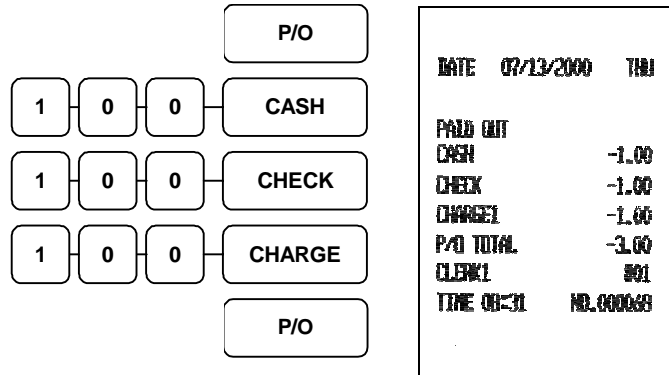 P/O
1 0 0 CASH
1 0 0 CHECK
1 0 0 CHARGE
P/O
DATE 07/13/2000 THU
PAID OUT
CASH -1.00
CHECK -1.00
CHARGE1 -1.00
P/O TOTAL -3.00
CLERK1 #01
TIME 08:31 NO.000068